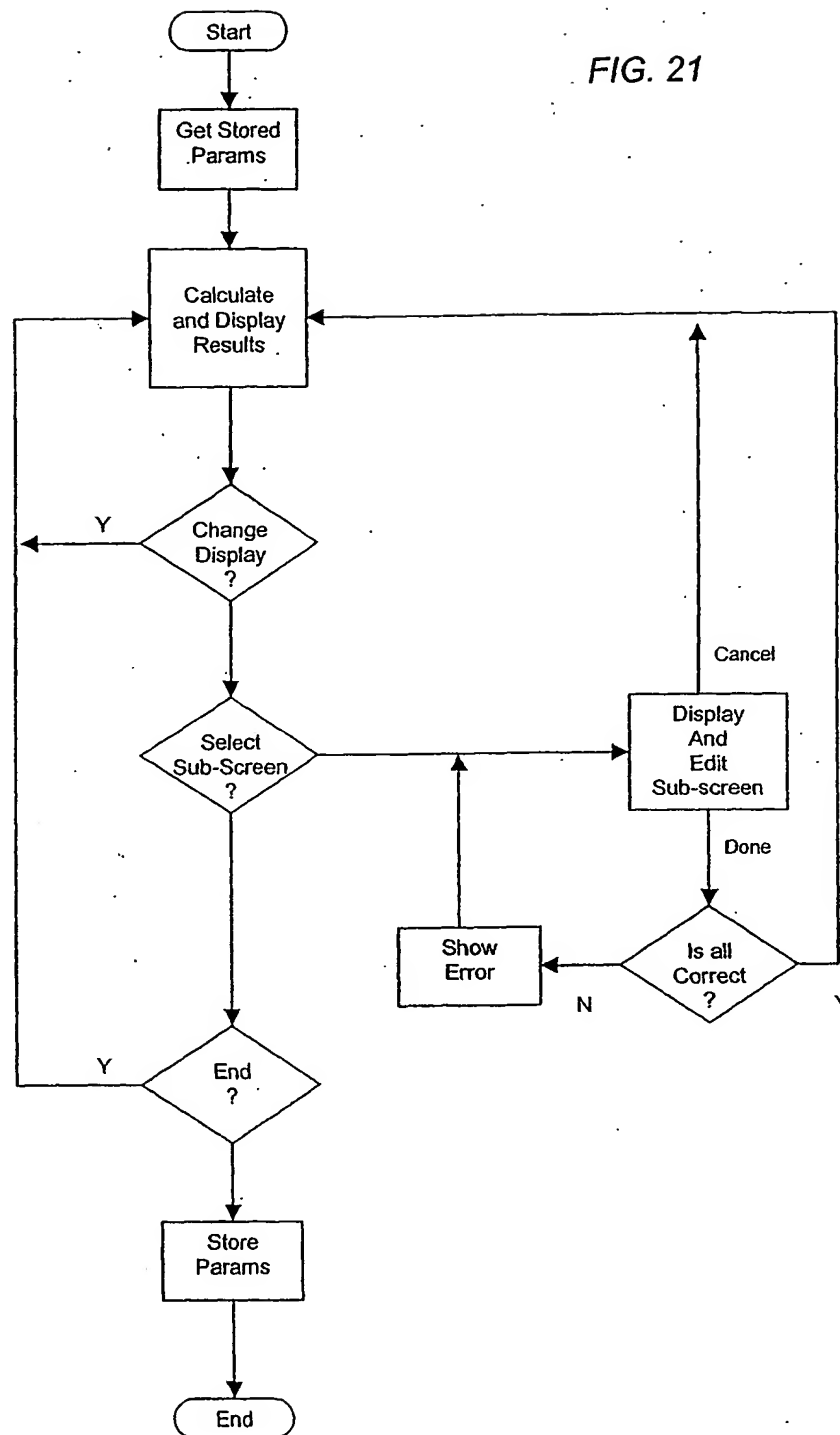 Start
FIG. 21
Get Stored
Params
Calculate
and Display
Results
Y
Change
Display
?
Cancel
Select
Sub-Screen
?
Display
And
Edit
Sub-screen
Done
Show
Error
N
Is all
Correct
?
Y
Y
End
?
Store
Params
End